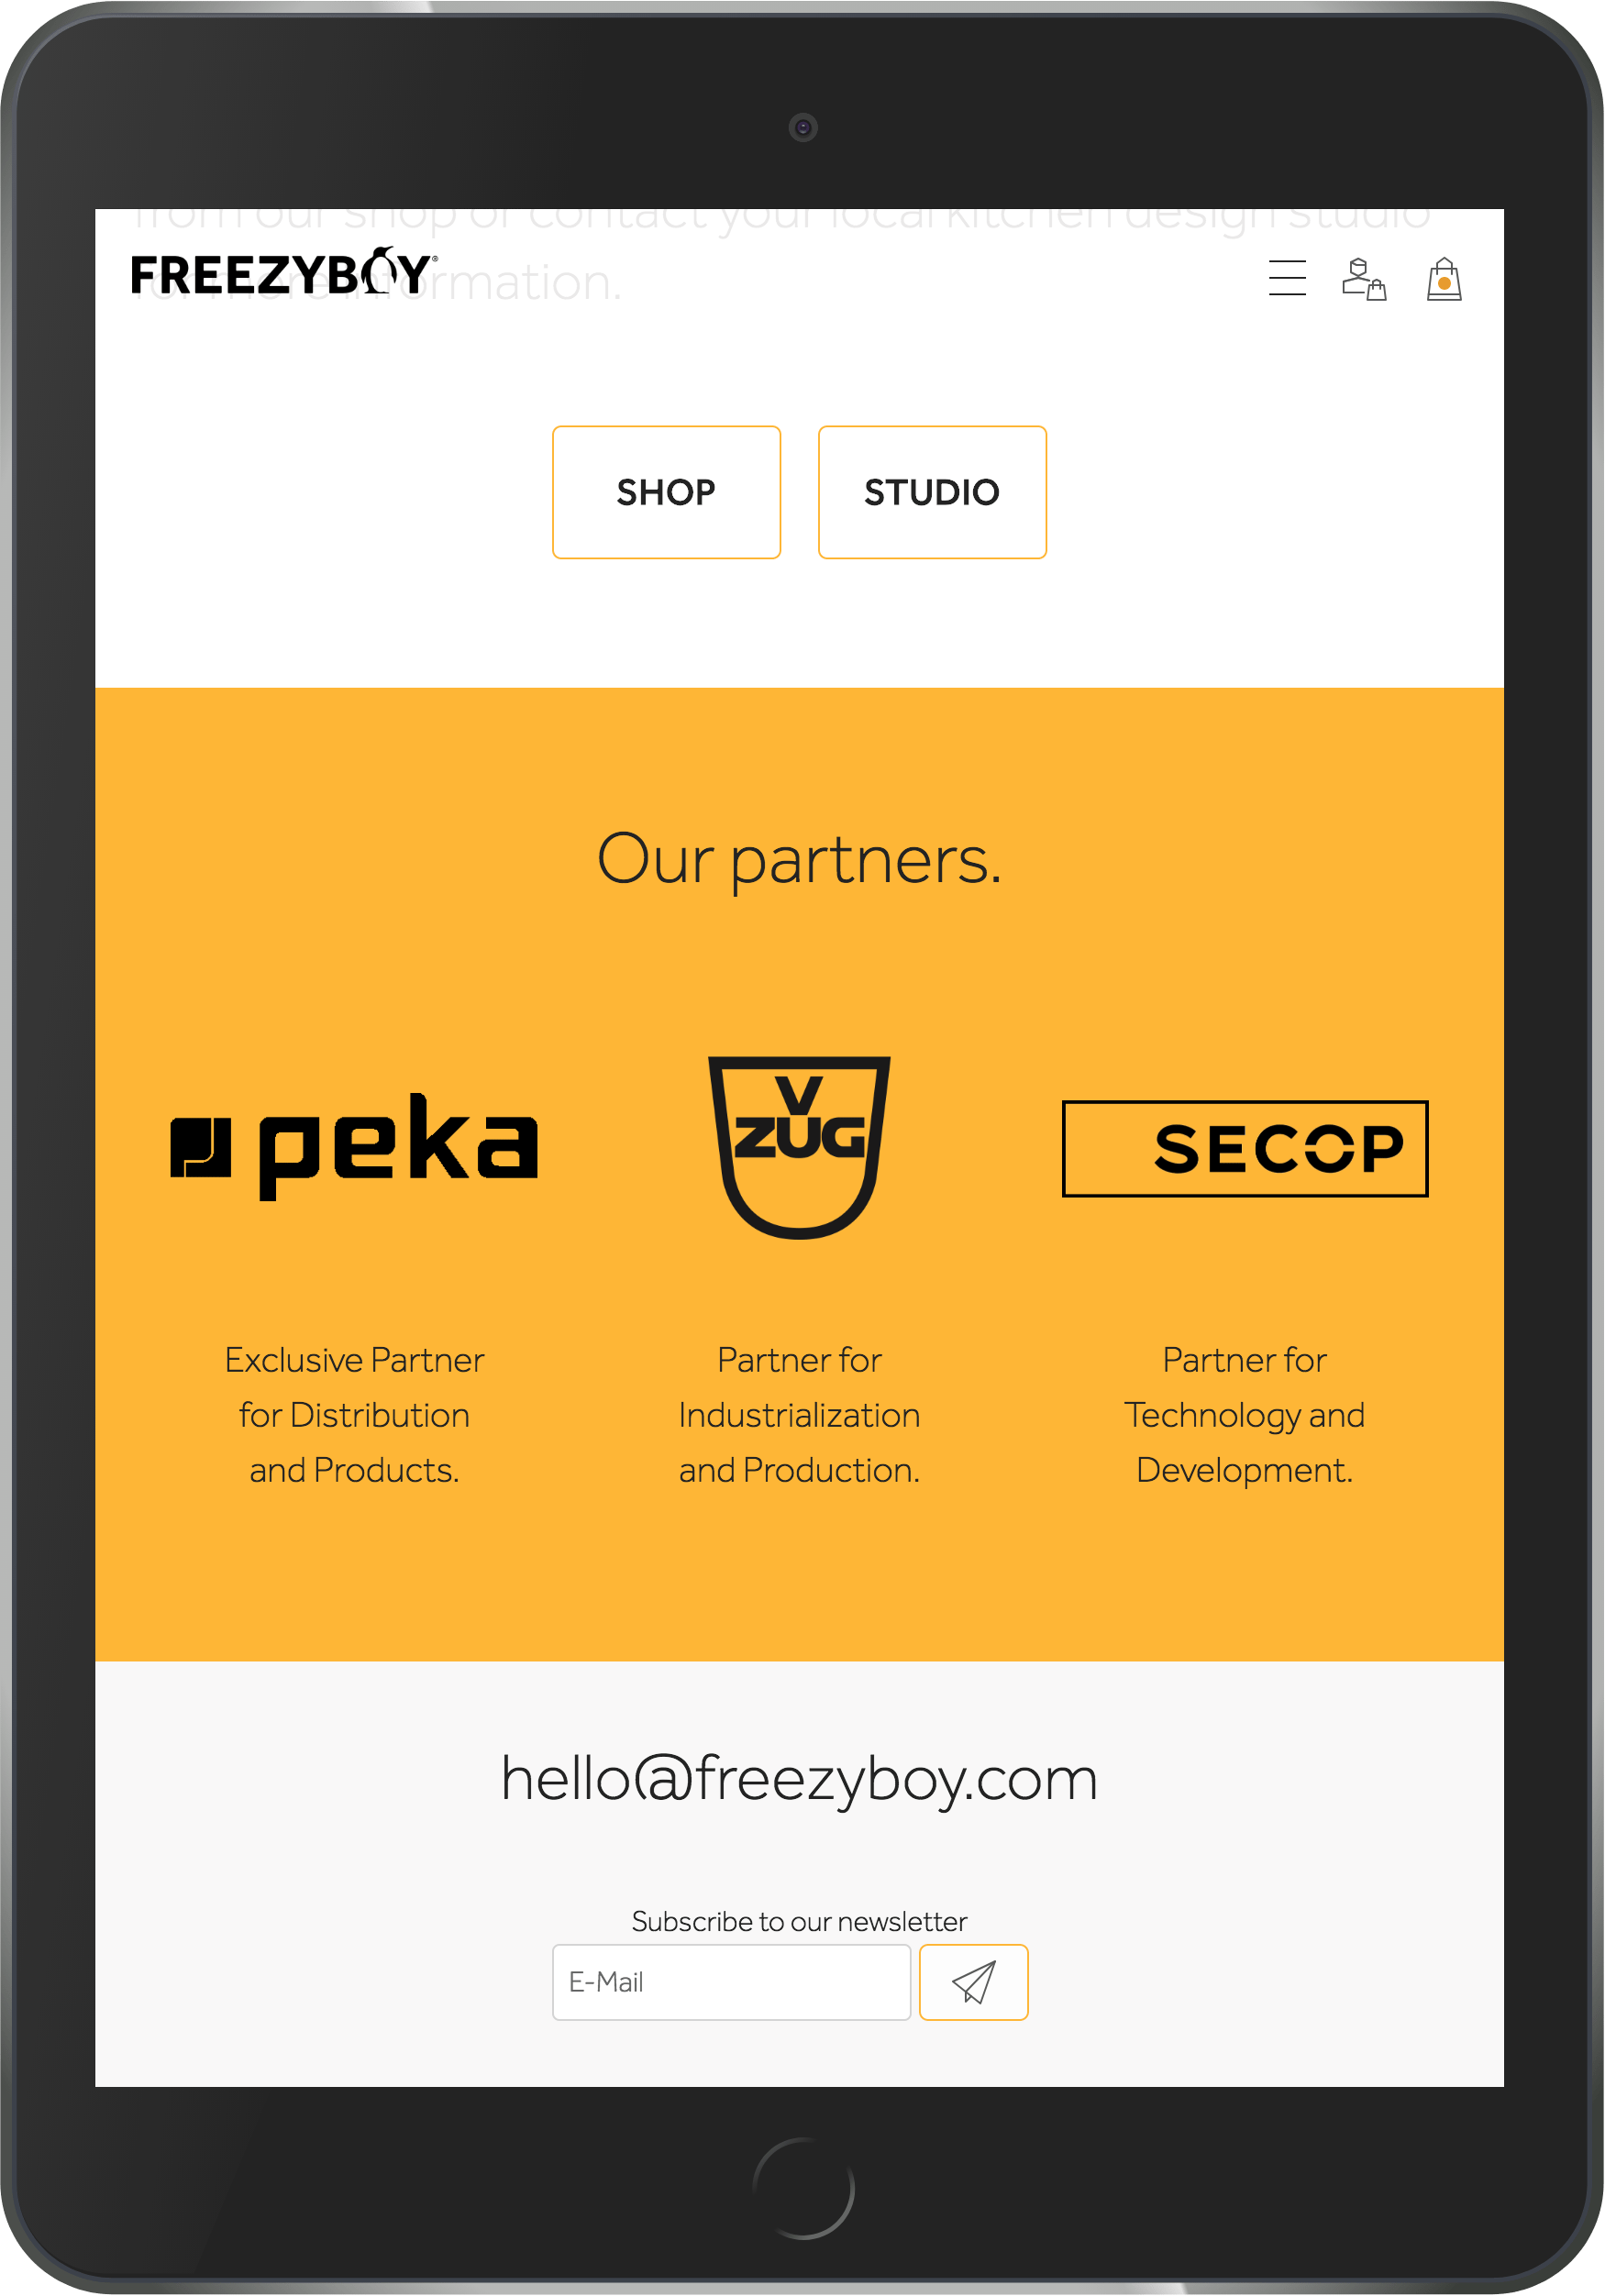 from our shop or contact your local kitchen design studio
for more information.
FREEZYBOY®
SHOP STUDIO
Our partners.
peka
V ZUG
SECOP
Exclusive Partner
for Distribution
and Products.
Partner for
Industrialization
and Production.
Partner for
Technology and
Development.
hello@freezyboy.com
Subscribe to our newsletter
E-Mail